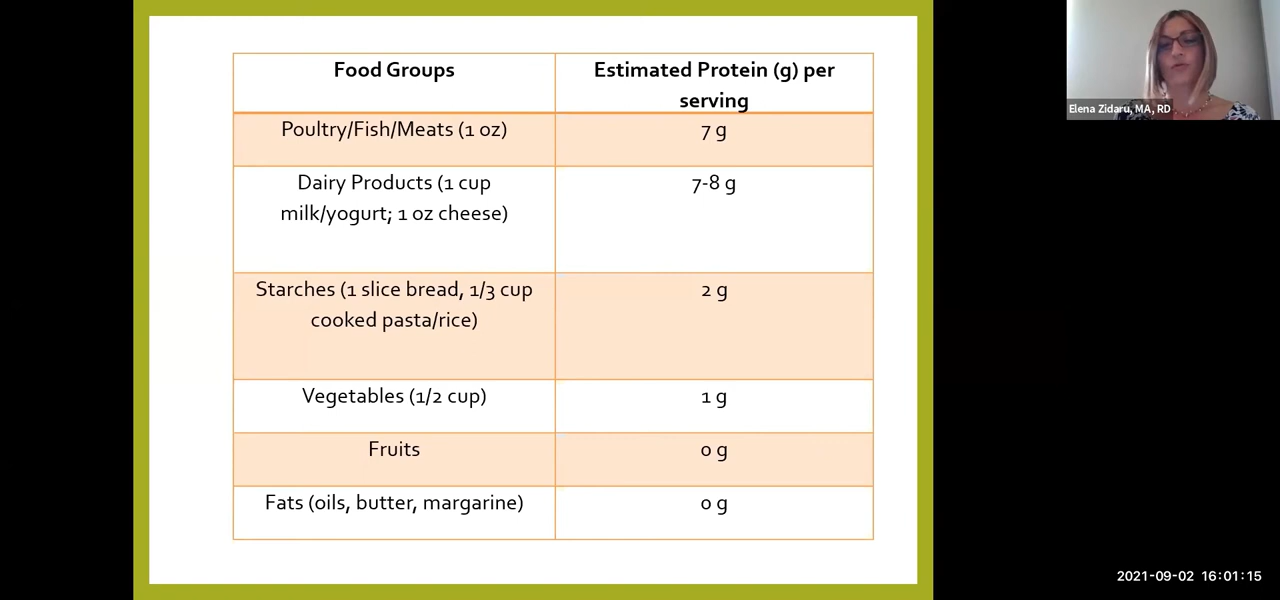 Food Groups
Estimated Protein (g) per
serving
Poultry/Fish/Meats (1 oz)
7 g
Dairy Products (1 cup
milk/yogurt; 1 oz cheese)
7-8 g
Starches (1 slice bread, 1/3 cup
cooked pasta/rice)
2 g
Vegetables (1/2 cup)
1 g
Fruits
0 g
Fats (oils, butter, margarine)
0 g
Elena Zidaru, MA, RD
2021-09-02 16:01:15